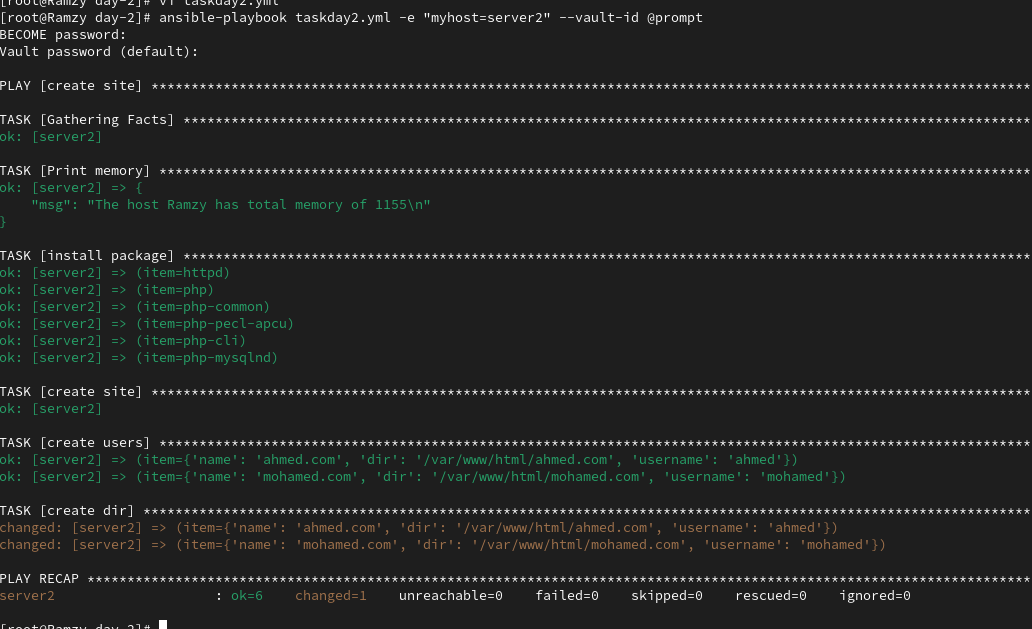 [root@Ramzy day-2]# vi taskday2.yml
[root@Ramzy day-2]# ansible-playbook taskday2.yml -e "myhost=server2" --vault-id @prompt
BECOME password:
Vault password (default):
PLAY [create site] **************************************************************************************************************
TASK [Gathering Facts] **********************************************************************************************************
ok: [server2]
TASK [Print memory] *************************************************************************************************************
ok: [server2] => {
    "msg": "The host Ramzy has total memory of 1155\n"
}
TASK [install package] **********************************************************************************************************
ok: [server2] => (item=httpd)
ok: [server2] => (item=php)
ok: [server2] => (item=php-common)
ok: [server2] => (item=php-pecl-apcu)
ok: [server2] => (item=php-cli)
ok: [server2] => (item=php-mysqlnd)
TASK [create site] **************************************************************************************************************
ok: [server2]
TASK [create users] *************************************************************************************************************
ok: [server2] => (item={'name': 'ahmed.com', 'dir': '/var/www/html/ahmed.com', 'username': 'ahmed'})
ok: [server2] => (item={'name': 'mohamed.com', 'dir': '/var/www/html/mohamed.com', 'username': 'mohamed'})
TASK [create dir] ***************************************************************************************************************
changed: [server2] => (item={'name': 'ahmed.com', 'dir': '/var/www/html/ahmed.com', 'username': 'ahmed'})
changed: [server2] => (item={'name': 'mohamed.com', 'dir': '/var/www/html/mohamed.com', 'username': 'mohamed'})
PLAY RECAP **********************************************************************************************************************
server2                    : ok=6    changed=1    unreachable=0    failed=0    skipped=0    rescued=0    ignored=0
[root@Ramzy day-2]#